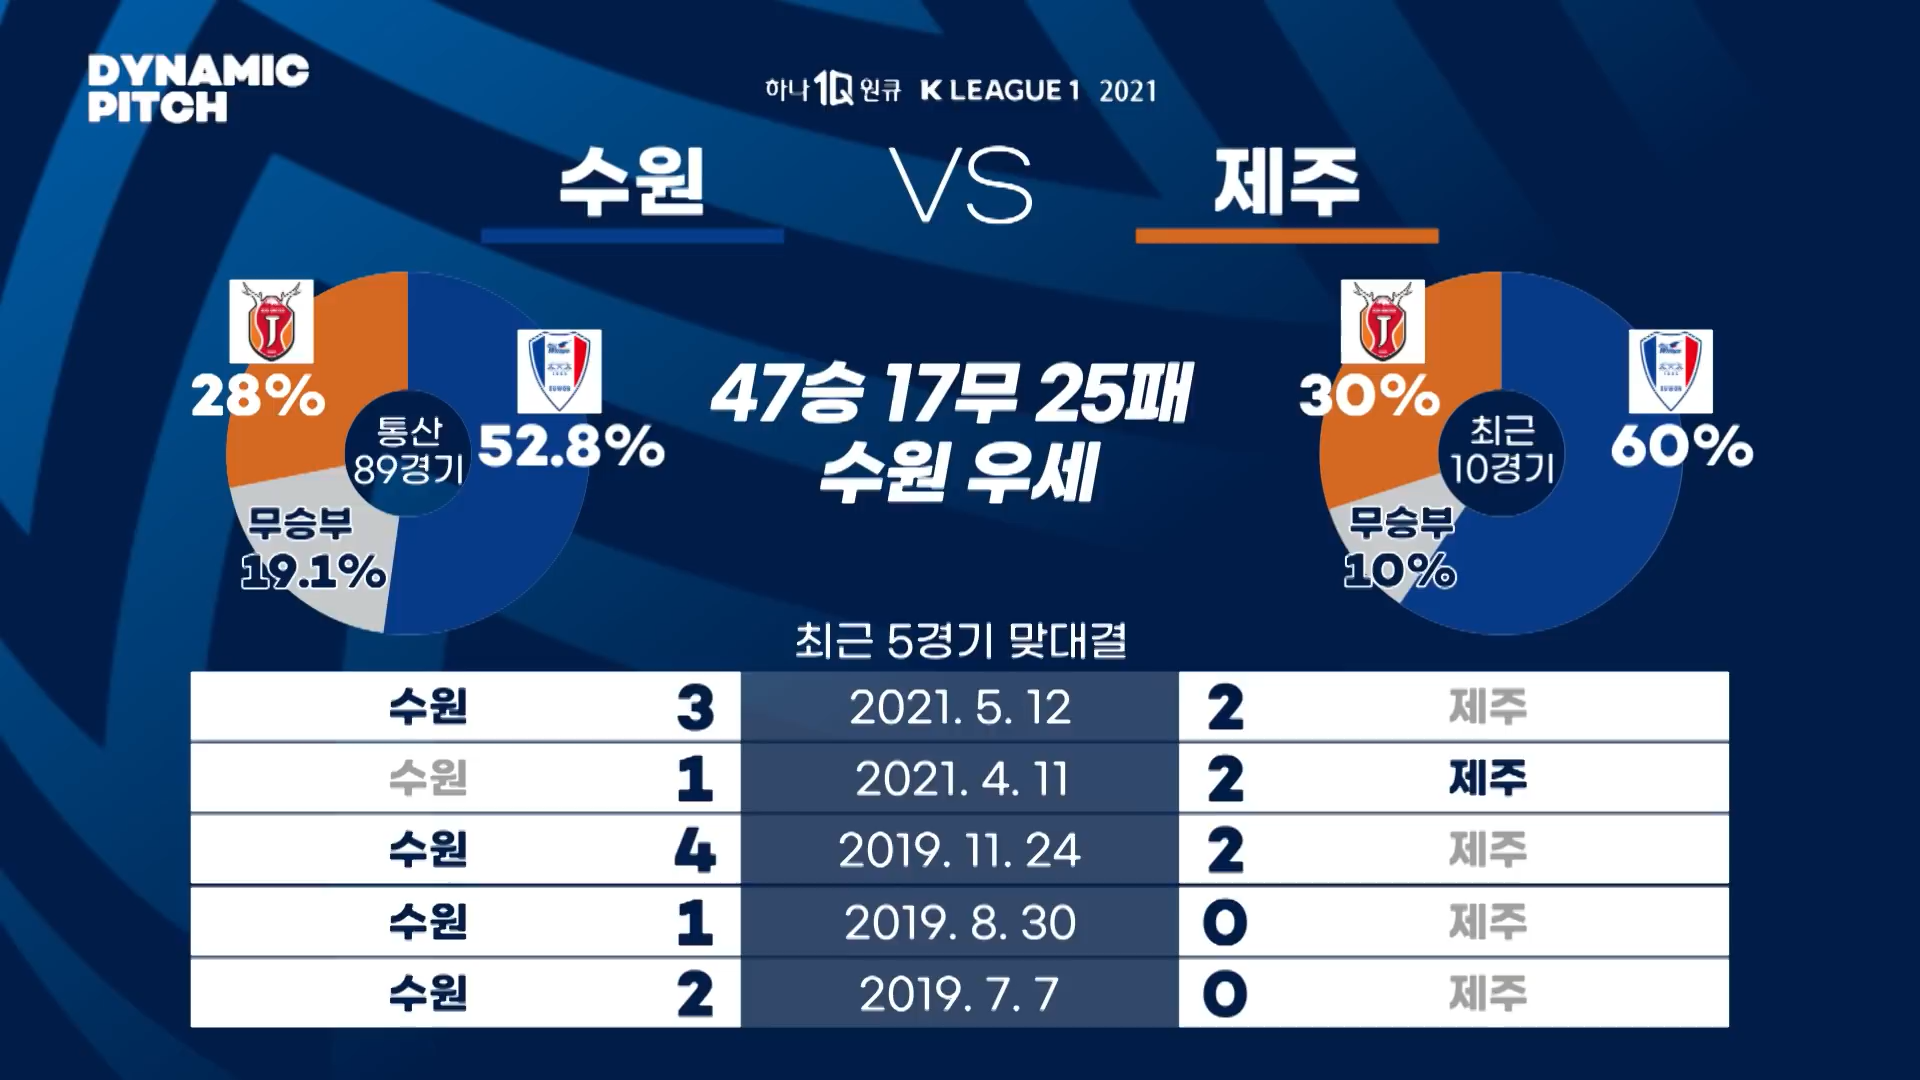 DYNAMIC
PITCH
하나 1Q 원큐 K LEAGUE 1 2021
수원 VS 제주
28%
52.8%
통산
89경기
무승부
19.1%
47승 17무 25패
수원 우세
30%
60%
최근
10경기
무승부
10%
최근 5경기 맞대결
수원 3 2021. 5. 12 2 제주
수원 1 2021. 4. 11 2 제주
수원 4 2019. 11. 24 2 제주
수원 1 2019. 8. 30 0 제주
수원 2 2019. 7. 7 0 제주